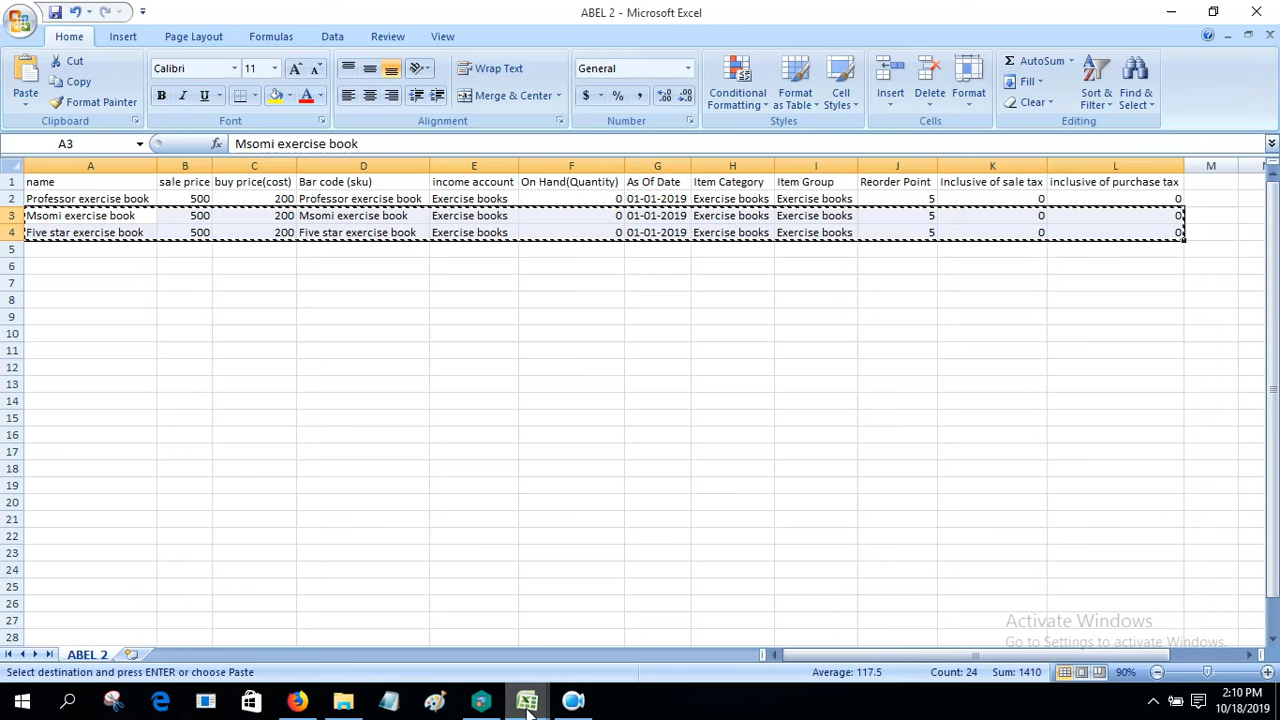 ABEL 2 - Microsoft Excel
Home Insert Page Layout Formulas Data Review View
Paste Cut Copy Format Painter Clipboard
Calibri 11 A A B I U A Font
Wrap Text Merge & Center Alignment
General $ % , .0 .00 .00 .0 Number
Conditional Formatting Format as Table Cell Styles Styles
Insert Delete Format Cells
Σ AutoSum Fill Clear Sort & Filter Find & Select Editing
A3 fx Msomi exercise book
A B C D E F G H I J K L M
1 name sale price buy price(cost) Bar code (sku) income account On Hand(Quantity) As Of Date Item Category Item Group Reorder Point Inclusive of sale tax inclusive of purchase tax
2 Professor exercise book 500 200 Professor exercise book Exercise books 0 01-01-2019 Exercise books Exercise books 5 0 0
3 Msomi exercise book 500 200 Msomi exercise book Exercise books 0 01-01-2019 Exercise books Exercise books 5 0 0
4 Five star exercise book 500 200 Five star exercise book Exercise books 0 01-01-2019 Exercise books Exercise books 5 0 0
5
6
7
8
9
10
11
12
13
14
15
16
17
18
19
20
21
22
23
24
25
26
27
28
Activate Windows
Go to Settings to activate Windows.
ABEL 2
Select destination and press ENTER or choose Paste Average: 117.5 Count: 24 Sum: 1410 90%
2:10 PM
10/18/2019